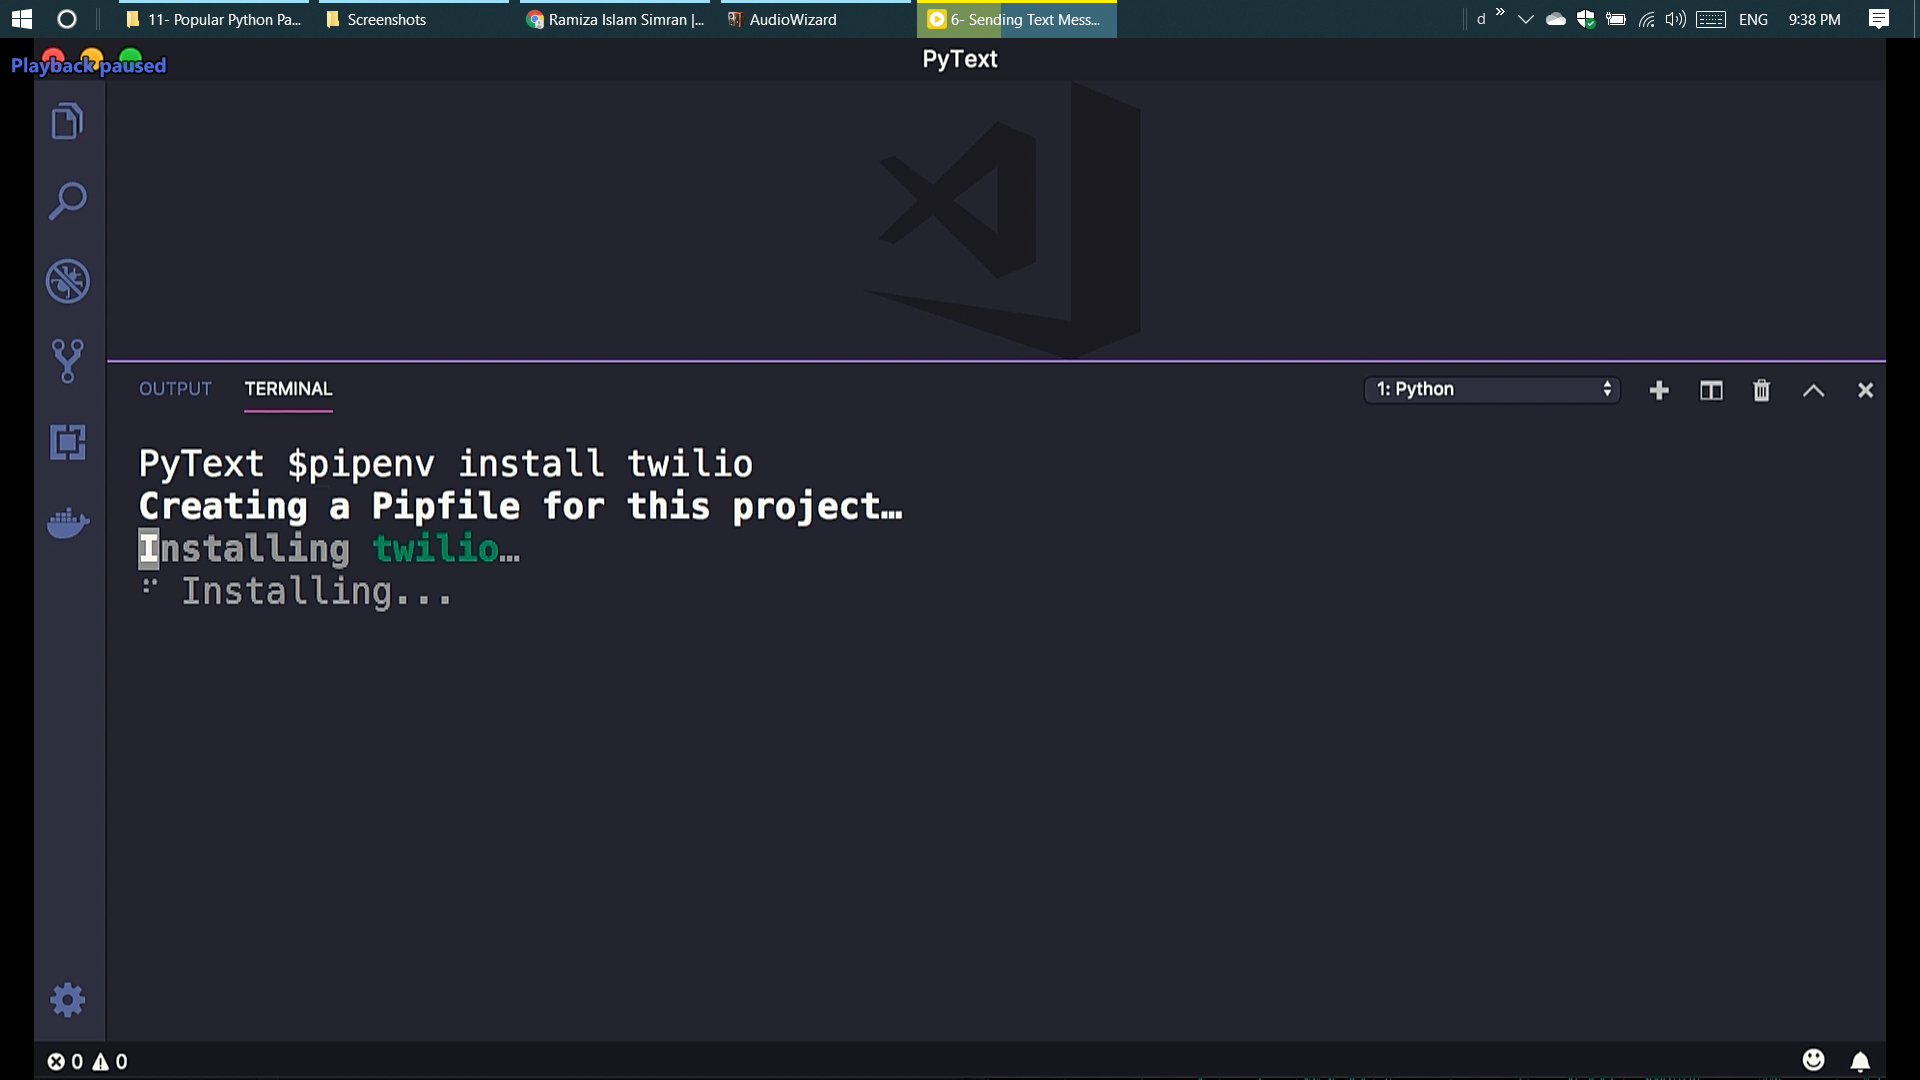 11- Popular Python Pa...
Screenshots
Ramiza Islam Simran |...
AudioWizard
6- Sending Text Mess...
d
ENG
9:38 PM
Playback paused
PyText
OUTPUT
TERMINAL
1: Python
PyText $pipenv install twilio
Creating a Pipfile for this project…
Installing twilio…
⠋ Installing...
0 0